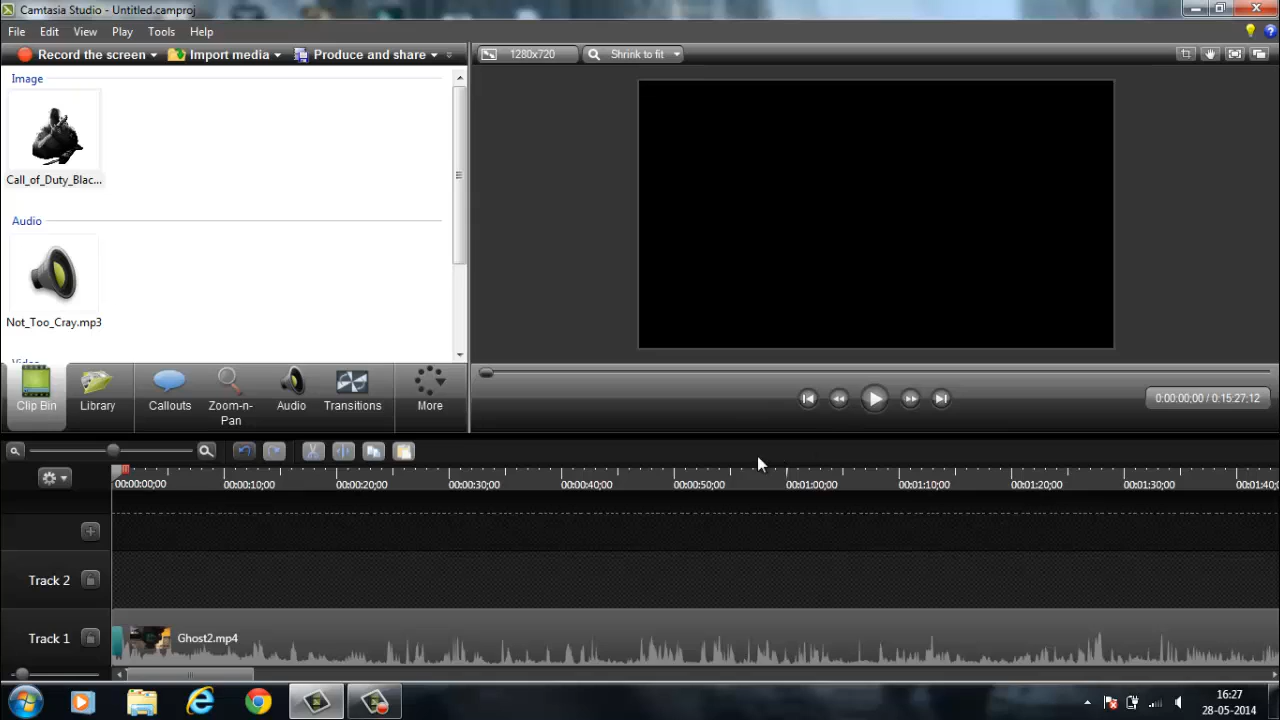 Camtasia Studio - Untitled.camproj
File Edit View Play Tools Help
Record the screen Import media Produce and share
1280x720 Shrink to fit
Image
Call_of_Duty_Blac...
Audio
Not_Too_Cray.mp3
Video
Clip Bin Library Callouts Zoom-n-Pan Audio Transitions More
0:00:00;00 / 0:15:27;12
00:00:00;00 00:00:10;00 00:00:20;00 00:00:30;00 00:00:40;00 00:00:50;00 00:01:00;00 00:01:10;00 00:01:20;00 00:01:30;00 00:01:40;0
Track 2
Track 1 Ghost2.mp4
16:27
28-05-2014